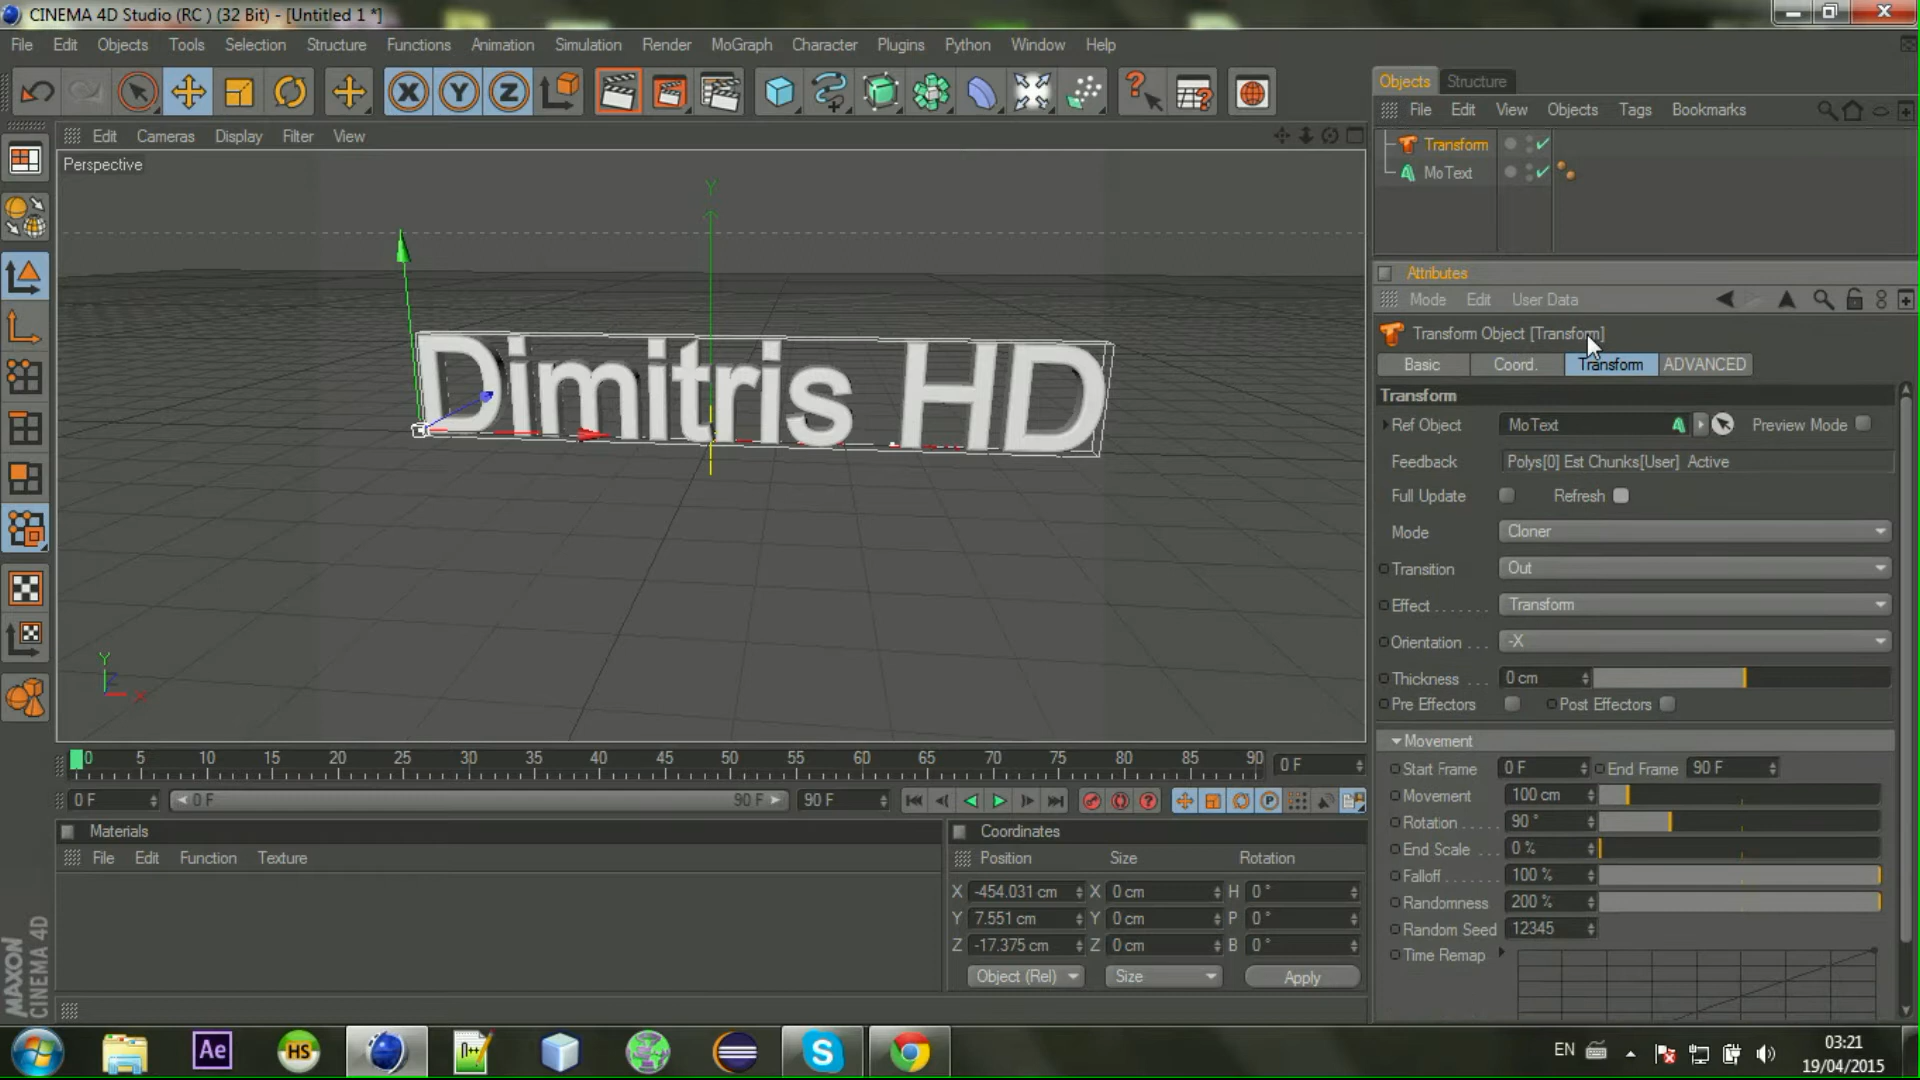 CINEMA 4D Studio (RC ) (32 Bit) - [Untitled 1 *]
File Edit Objects Tools Selection Structure Functions Animation Simulation Render MoGraph Character Plugins Python Window Help
X Y Z
Objects Structure
File Edit View Objects Tags Bookmarks
Edit Cameras Display Filter View
Perspective
Transform
MoText
Attributes
Mode Edit User Data
Transform Object [Transform]
Basic Coord. Transform ADVANCED
Transform
Ref Object MoText Preview Mode
Feedback Polys[0] Est Chunks[User] Active
Full Update Refresh
Mode Cloner
Transition Out
Effect . . . . . . . Transform
Orientation . . . -X
Thickness . . . 0 cm
Pre Effectors Post Effectors
Movement
Start Frame 0 F End Frame 90 F
Movement 100 cm
Rotation . . . . . 90 °
End Scale . . . 0 %
Falloff . . . . . . . 100 %
Randomness 200 %
Random Seed 12345
Time Remap
Y
Dimitris HD
Y
Z
X
0 5 10 15 20 25 30 35 40 45 50 55 60 65 70 75 80 85 90 0 F
0 F 0 F 90 F 90 F
Materials
File Edit Function Texture
Coordinates
Position Size Rotation
X -454.031 cm X 0 cm H 0 °
Y 7.551 cm Y 0 cm P 0 °
Z -17.375 cm Z 0 cm B 0 °
Object (Rel) Size Apply
MAXON
CINEMA 4D
Ae HS n++ S
EN
03:21
19/04/2015